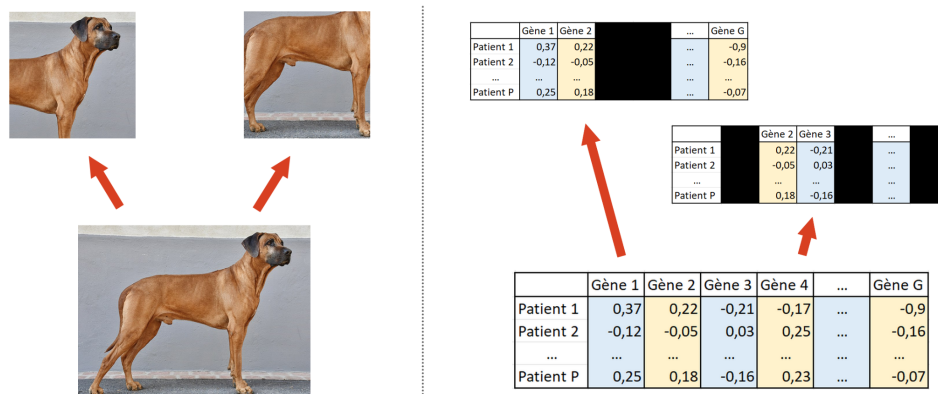 Gène 1 Gène 2 ... Gène G
Patient 1 0,37 0,22 -0,9
Patient 2 -0,12 -0,05 ... -0,16
... ... ... ... ...
Patient P 0,25 0,18 ... -0,07
Gène 2 Gène 3 ...
Patient 1 0,22 -0,21
Patient 2 -0,05 0,03 ...
... ... ... ...
Patient P 0,18 -0,16 ...
Gène 1 Gène 2 Gène 3 Gène 4 ... Gène G
Patient 1 0,37 0,22 -0,21 -0,17 ... -0,9
Patient 2 -0,12 -0,05 0,03 0,25 ... -0,16
... ... ... ... ... ...
Patient P 0,25 0,18 -0,16 0,23 ... -0,07